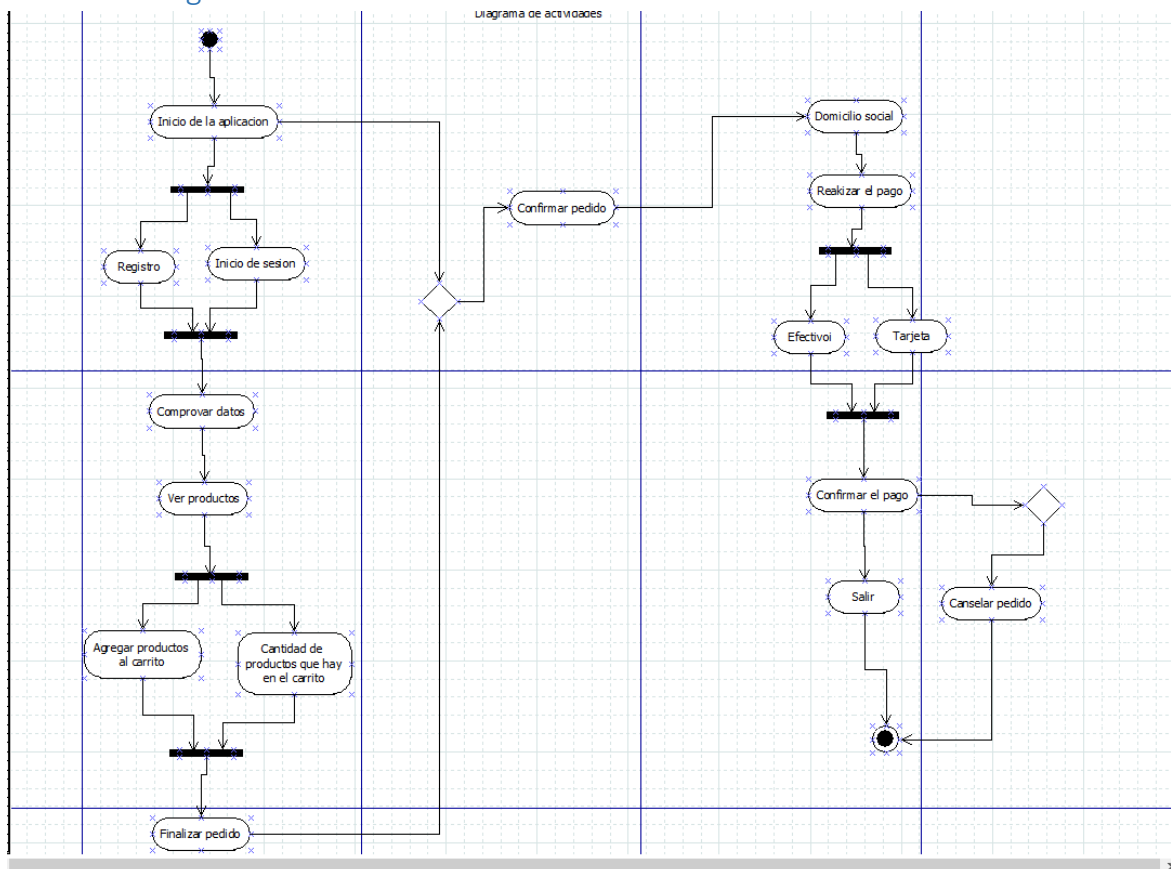 Diagrama de actividades
Inicio de la aplicacion
Registro
Inicio de sesion
Comprovar datos
Ver productos
Agregar productos
al carrito
Cantidad de
productos que hay
en el carrito
Finalizar pedido
Confirmar pedido
Domicilio social
Reakizar el pago
Efectivoi
Tarjeta
Confirmar el pago
Salir
Canselar pedido